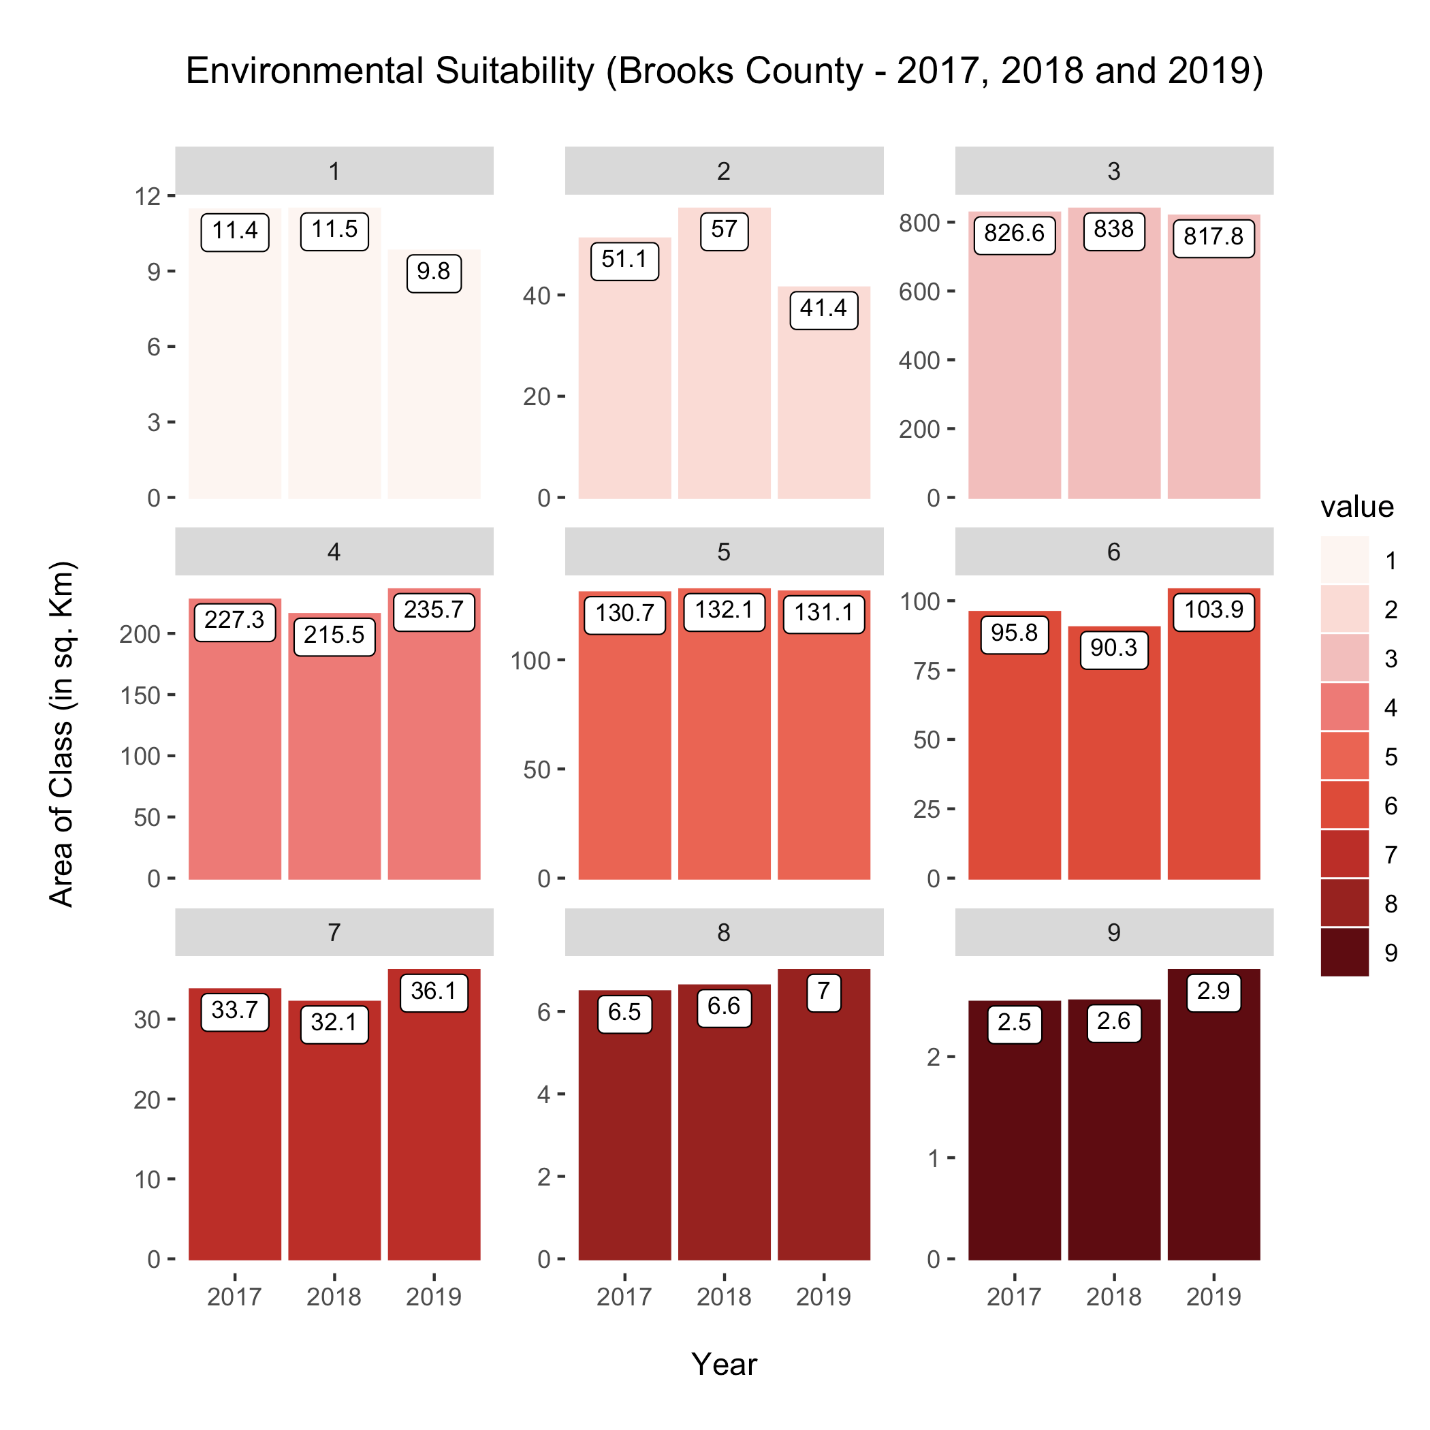 Environmental Suitability (Brooks County - 2017, 2018 and 2019)
1 2 3
12 9 6 3 0
11.4 11.5 9.8
40 20 0
51.1 57 41.4
800 600 400 200 0
826.6 838 817.8
4 5 6
200 150 100 50 0
227.3 215.5 235.7
100 50 0
130.7 132.1 131.1
100 75 50 25 0
95.8 90.3 103.9
7 8 9
30 20 10 0
33.7 32.1 36.1
6 4 2 0
6.5 6.6 7
2 1 0
2.5 2.6 2.9
2017 2018 2019 2017 2018 2019 2017 2018 2019
Year
Area of Class (in sq. Km)
value
1
2
3
4
5
6
7
8
9